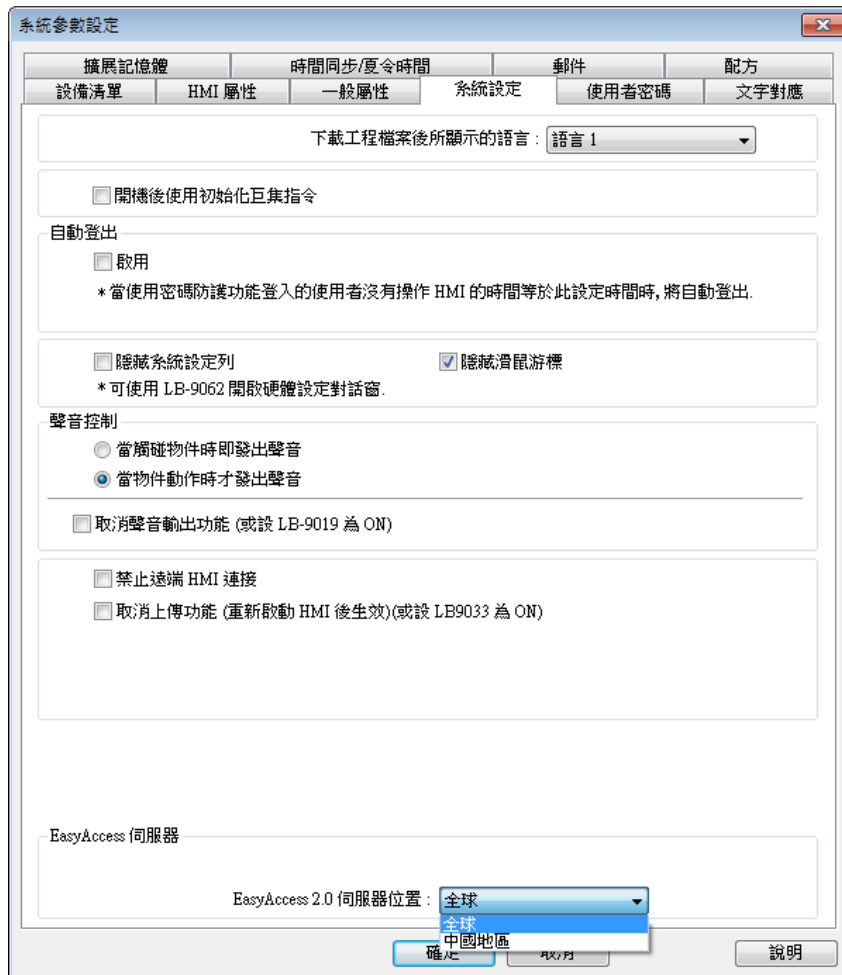 系統參數設定
擴展記憶體 時間同步/夏令時間 郵件 配方
設備清單 HMI 屬性 一般屬性 系統設定 使用者密碼 文字對應
下載工程檔案後所顯示的語言 : 語言 1
開機後使用初始化巨集指令
自動登出
啟用
*當使用密碼防護功能登入的使用者沒有操作 HMI 的時間等於此設定時間時, 將自動登出.
隱藏系統設定列 隱藏滑鼠游標
*可使用 LB-9062 開啟硬體設定對話窗.
聲音控制
當觸碰物件時即發出聲音
當物件動作時才發出聲音
取消聲音輸出功能 (或設 LB-9019 為 ON)
禁止遠端 HMI 連接
取消上傳功能 (重新啟動 HMI 後生效)(或設 LB9033 為 ON)
EasyAccess 伺服器
EasyAccess 2.0 伺服器位置 : 全球
全球
中國地區
確定 取消 說明